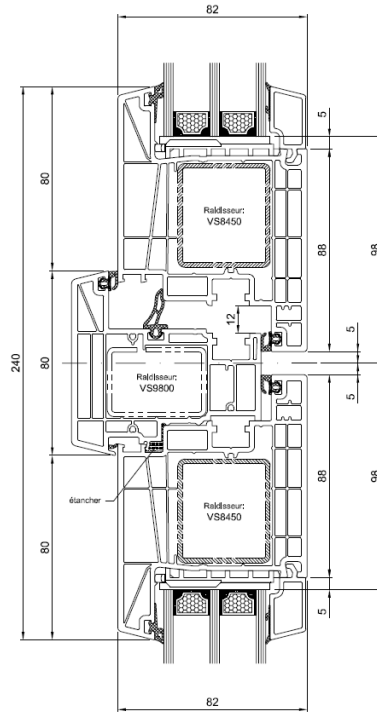 82
5
80
Raidisseur:
VS8450
88
98
240
12
80
5
Raidisseur:
VS9800
5
étancher
Raidisseur:
VS8450
88
98
80
5
82